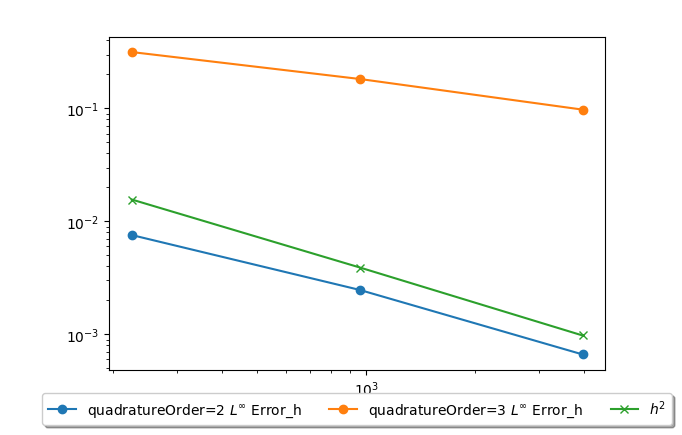 10⁻¹
10⁻²
10⁻³
10³
quadratureOrder=2 L^∞ Error_h quadratureOrder=3 L^∞ Error_h h²